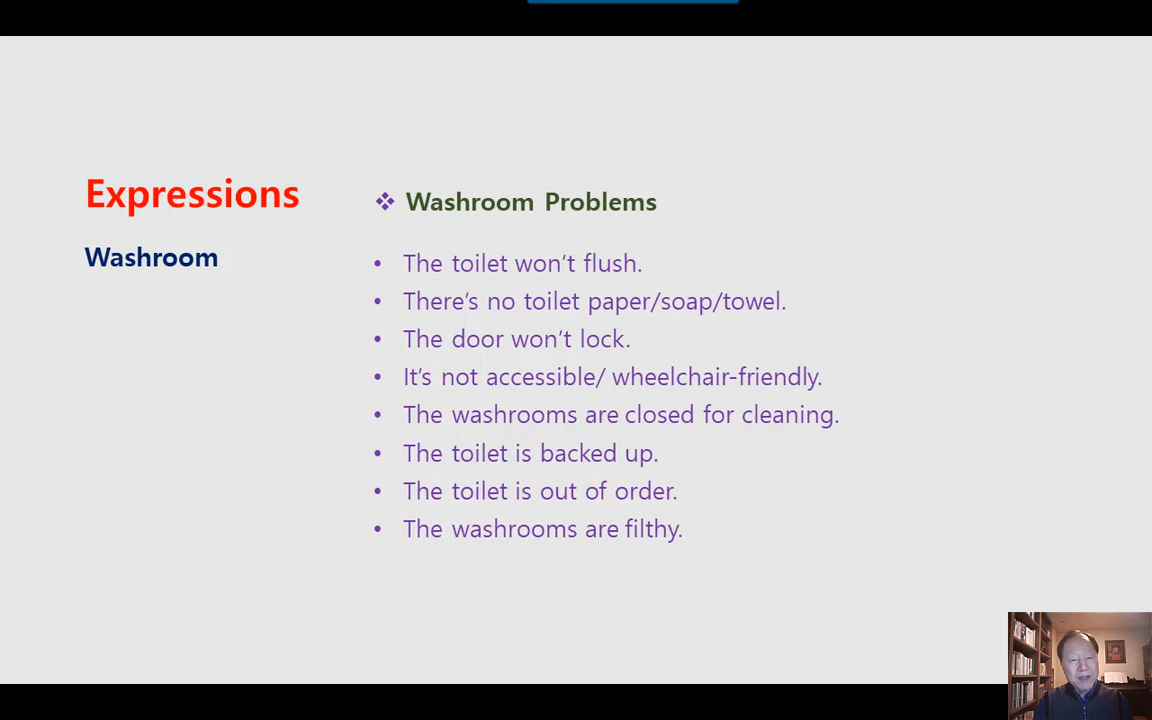 Expressions
Washroom
❖ Washroom Problems
• The toilet won’t flush.
• There’s no toilet paper/soap/towel.
• The door won’t lock.
• It’s not accessible/ wheelchair-friendly.
• The washrooms are closed for cleaning.
• The toilet is backed up.
• The toilet is out of order.
• The washrooms are filthy.